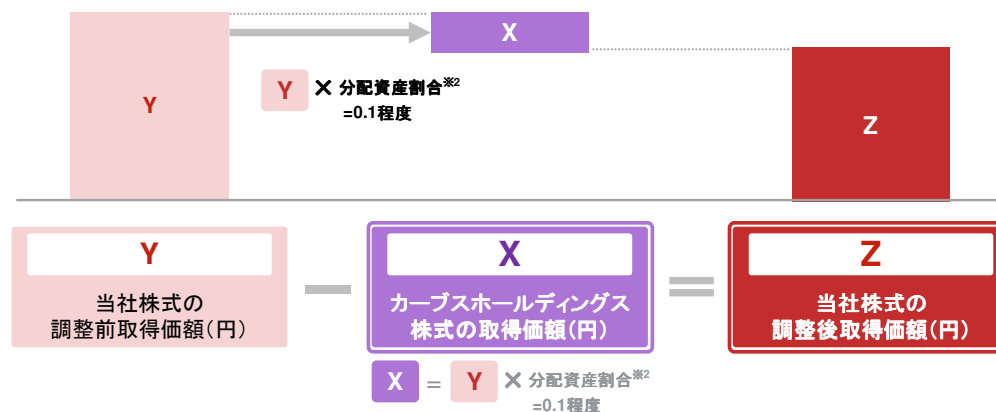 Y
X
Y × 分配資産割合※2
=0.1程度
Z
Y
当社株式の
調整前取得価額(円)
―
X
カーブスホールディングス
株式の取得価額(円)
=
Z
当社株式の
調整後取得価額(円)
X = Y × 分配資産割合※2
=0.1程度